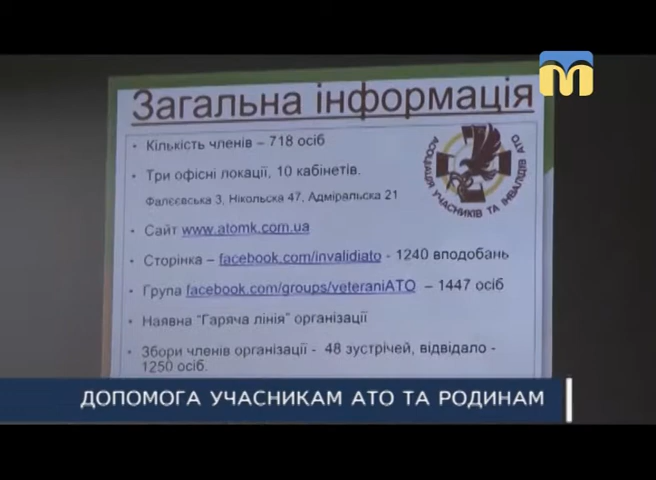 М
Загальна інформація
• Кількість членів – 718 осіб
• Три офісні локації, 10 кабінетів.
Фалєєвська 3, Нікольська 47, Адміральська 21
АСОЦІАЦІЯ УЧАСНИКІВ ТА ІНВАЛІДІВ АТО
• Сайт www.atomk.com.ua
• Сторінка – facebook.com/invalidiato - 1240 вподобань
• Група facebook.com/groups/veteraniATO – 1447 осіб
• Наявна "Гаряча лінія" організації
• Збори членів організації - 48 зустрічей, відвідало -
1250 осіб.
ДОПОМОГА УЧАСНИКАМ АТО ТА РОДИНАМ